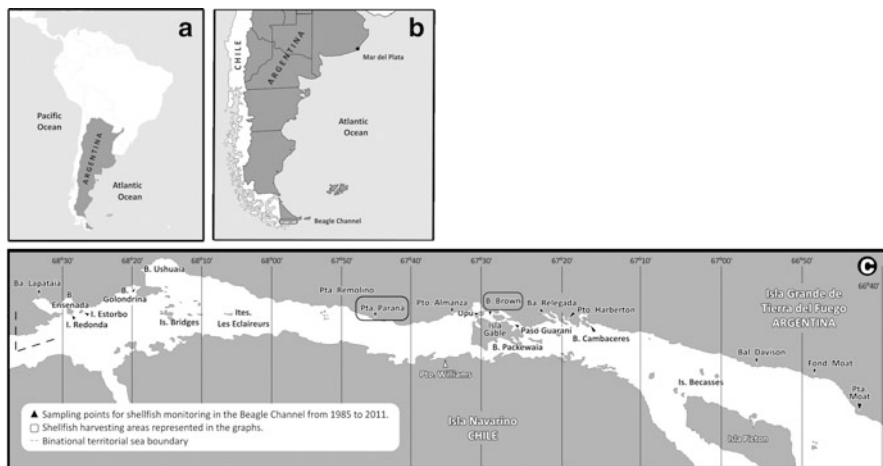 a
Pacific
Ocean
ARGENTINA
Atlantic
Ocean
b
CHILE
ARGENTINA
Mar del Plata
Atlantic
Ocean
Beagle Channel
C
68°30'
68°20'
68°10'
67°50'
67°40'
67°30'
67°20'
67°10'
66°50'
66°40'
Ba. Lapataia
B.
Ensenada
I. Redonda
I. Estorbo
B.
Golondrina
B. Ushuaia
Is. Bridges
Ites.
Les Eclaireurs
Pta. Remolino
Pta. Parana
Pto. Almanza
Upu
B. Brown
Isla
Gable
B. Packewaia
Paso Guarani
Ba. Relegada
Pto. Harberton
B. Cambaceres
Pto. Williams
Isla Navarino
CHILE
Is. Becasses
Isla Picton
Bal. Davison
Fond. Moat
Pta.
Moat
Isla Grande de
Tierra del Fuego
ARGENTINA
Sampling points for shellfish monitoring in the Beagle Channel from 1985 to 2011.
Shellfish harvesting areas represented in the graphs.
Binational territorial sea boundary